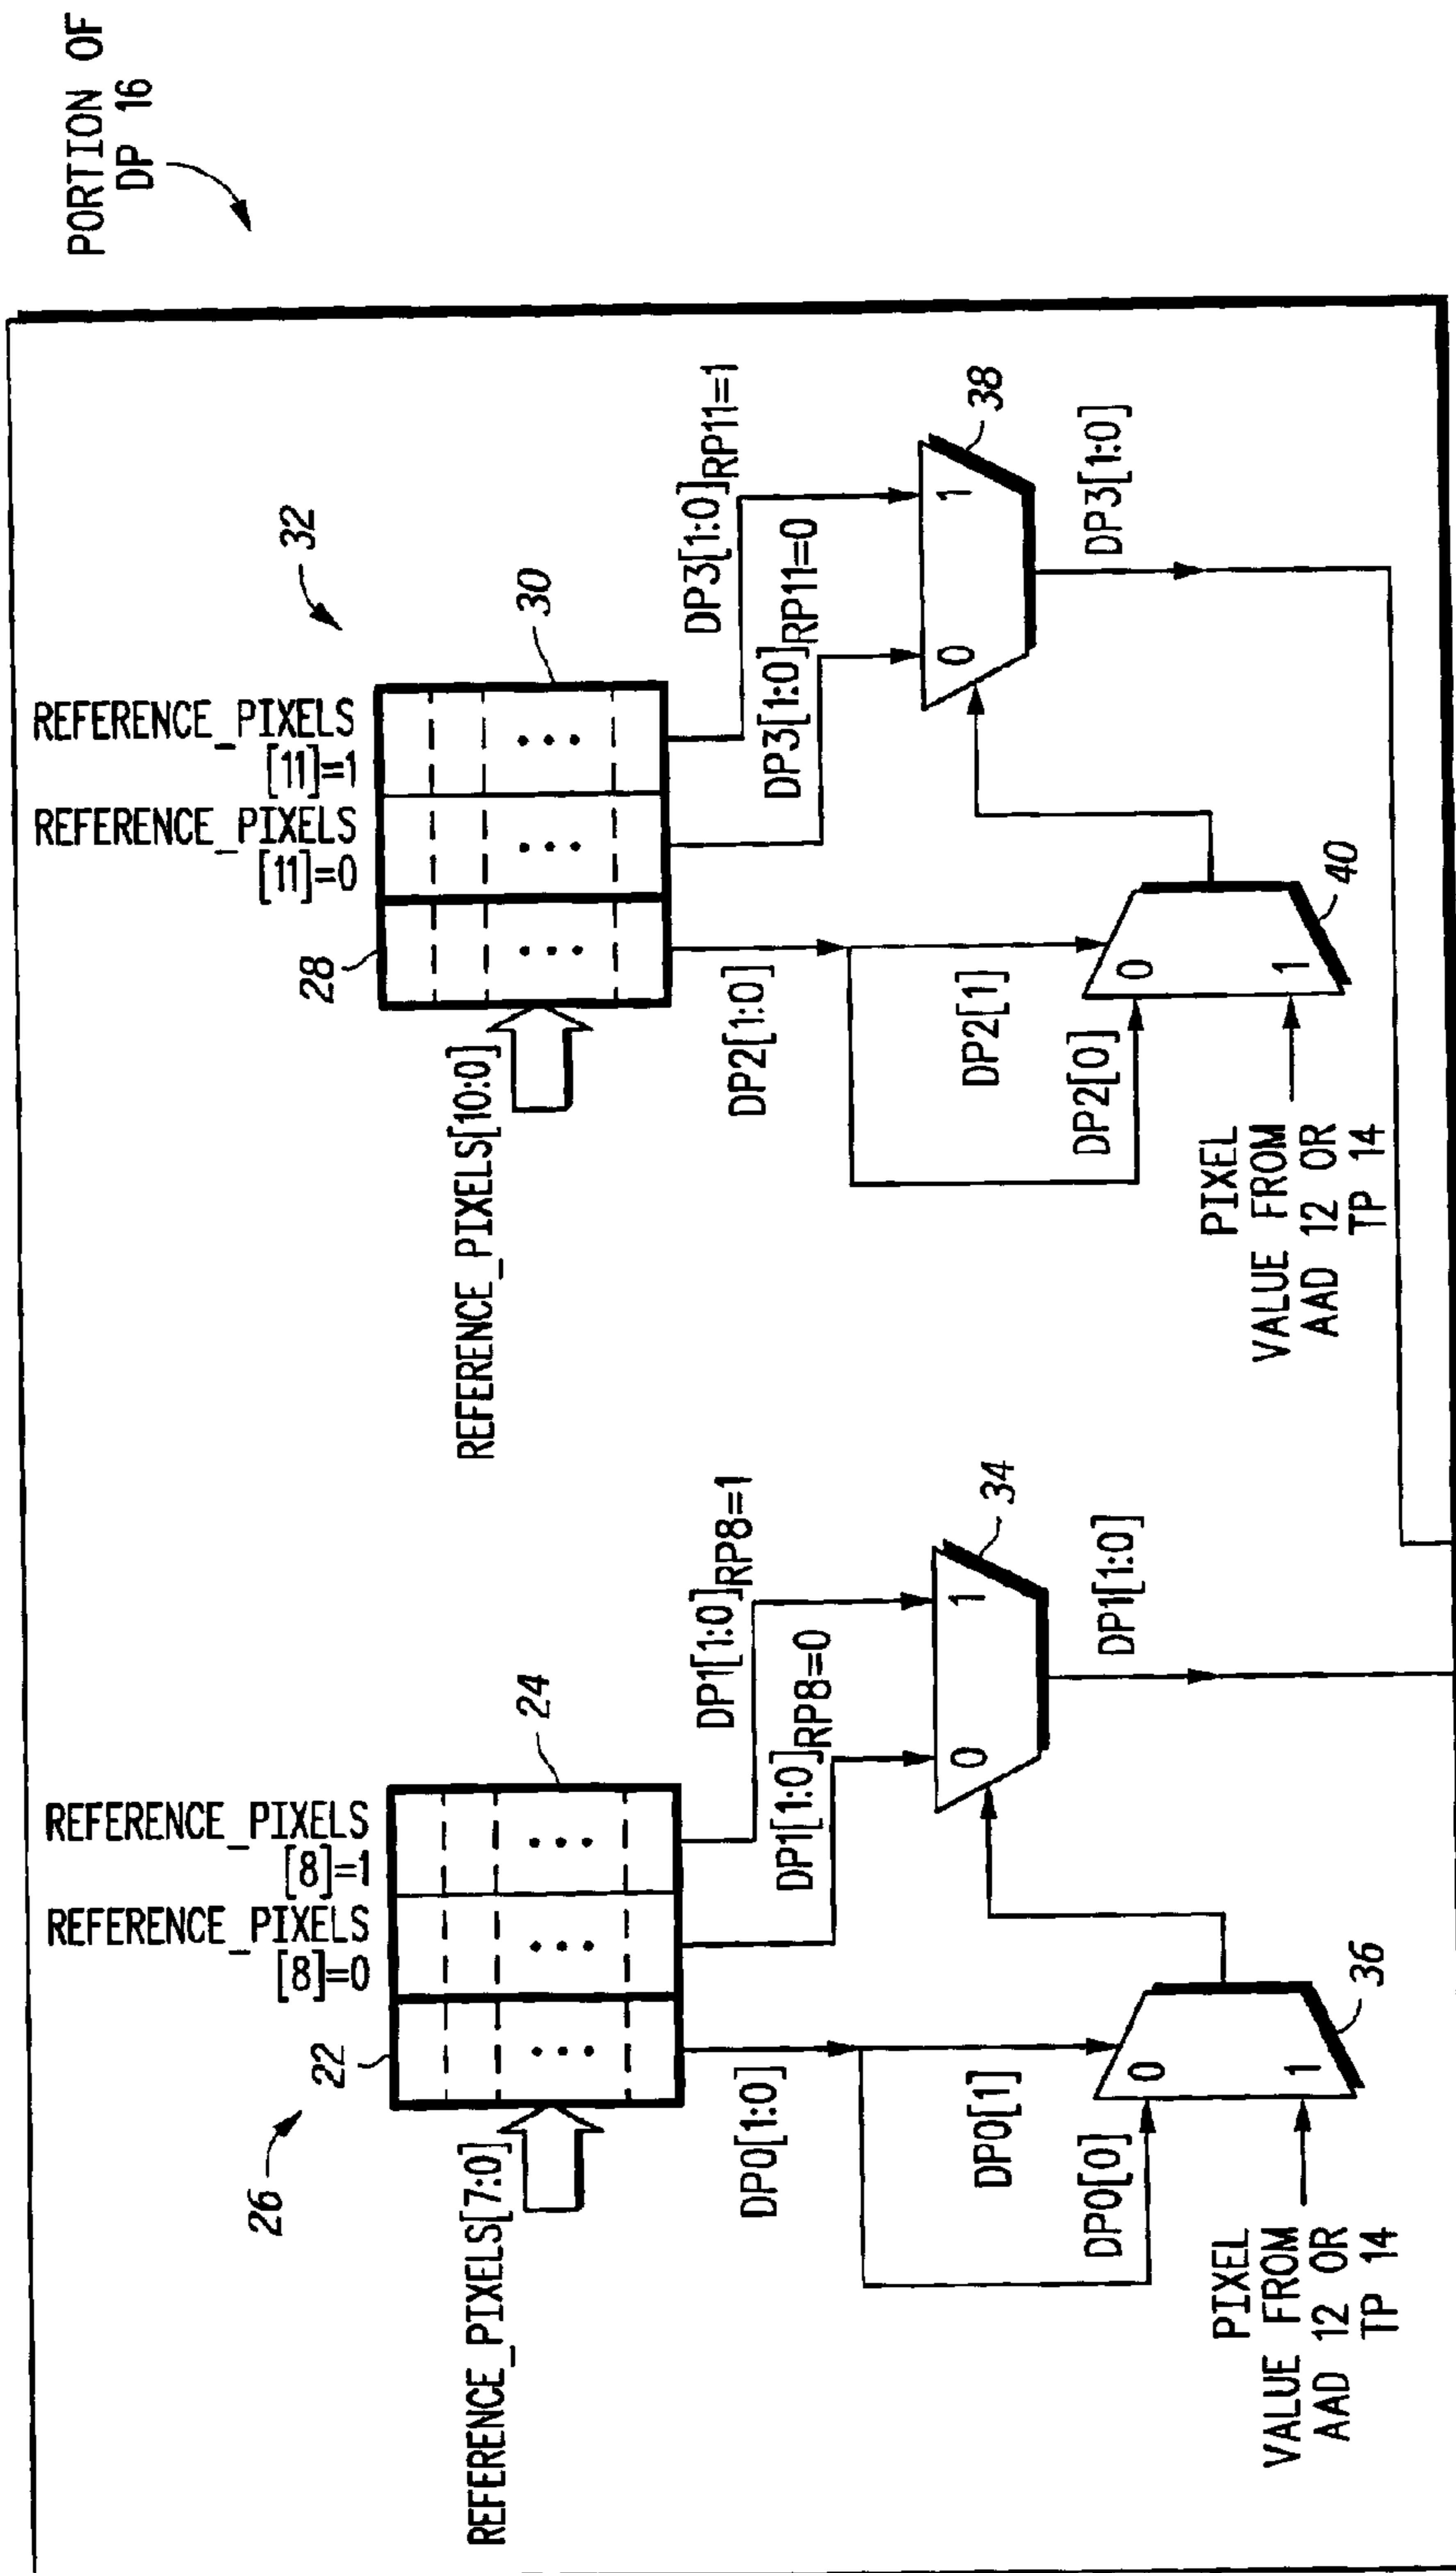 PORTION OF
DP 16
26
22
REFERENCE_PIXELS
[8]=0
REFERENCE_PIXELS
[8]=1
24
REFERENCE_PIXELS[7:0]
DP0[1:0]
DP1[1:0]RP8=1
DP1[1:0]RP8=0
DP0[1]
DP0[0]
PIXEL
VALUE FROM
AAD 12 OR
TP 14
0
1
36
0
1
34
DP1[1:0]
28
REFERENCE_PIXELS
[11]=0
REFERENCE_PIXELS
[11]=1
32
30
REFERENCE_PIXELS[10:0]
DP2[1:0]
DP3[1:0]RP11=1
DP3[1:0]RP11=0
DP2[1]
DP2[0]
PIXEL
VALUE FROM
AAD 12 OR
TP 14
0
1
40
0
1
38
DP3[1:0]